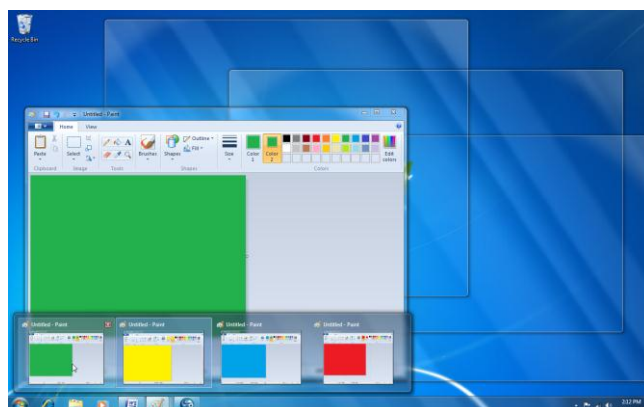 Recycle Bin
Untitled - Paint
Home View
Paste
Select
Brushes
Shapes
Outline
Fill
Size
Color 1
Color 2
Edit colors
Clipboard Image Tools Shapes Colors
Untitled - Paint Untitled - Paint Untitled - Paint Untitled - Paint
2:12 PM